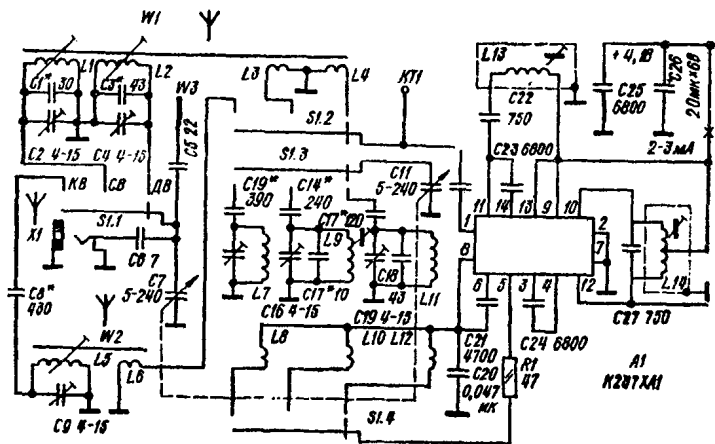 W1
L1
L2
C1* 30
C3* 43
C2 4-15
C4 4-15
W3
C5 22
КВ
СВ
ДВ
S1.1
X1
C6 7
C7
5-240
C8*
430
W2
L5
L6
C9 4-15
L3
L4
S1.2
S1.3
КТ1
C11
5-240
C19*
390
C14*
240
C17* 120
L9
L7
C17* 10
C18
43
L11
C16 4-15
C19 4-15
L8
L10
L12
S1.4
L13
C22
750
C23 6800
+4,1В
C25
6800
C26
20мк×6В
2-3мА
11
14
13
9
10
1
8
2
7
6
5
3
4
12
C21
4700
C20
0,047
мк
C24 6800
R1
47
L14
C27 750
А1
К237ХА1